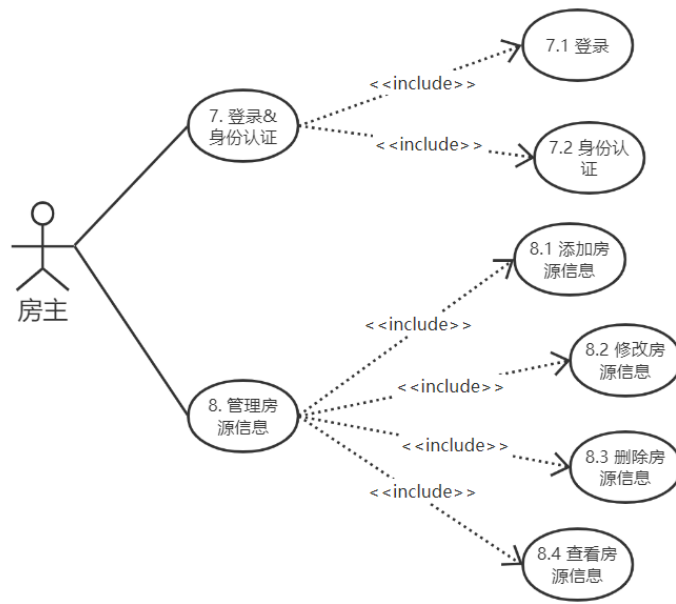 7.1 登录
<<include>>
7. 登录&
身份认证
<<include>>
7.2 身份认
证
房主
8.1 添加房
源信息
<<include>>
8.2 修改房
源信息
<<include>>
8. 管理房
源信息
<<include>>
8.3 删除房
源信息
<<include>>
8.4 查看房
源信息